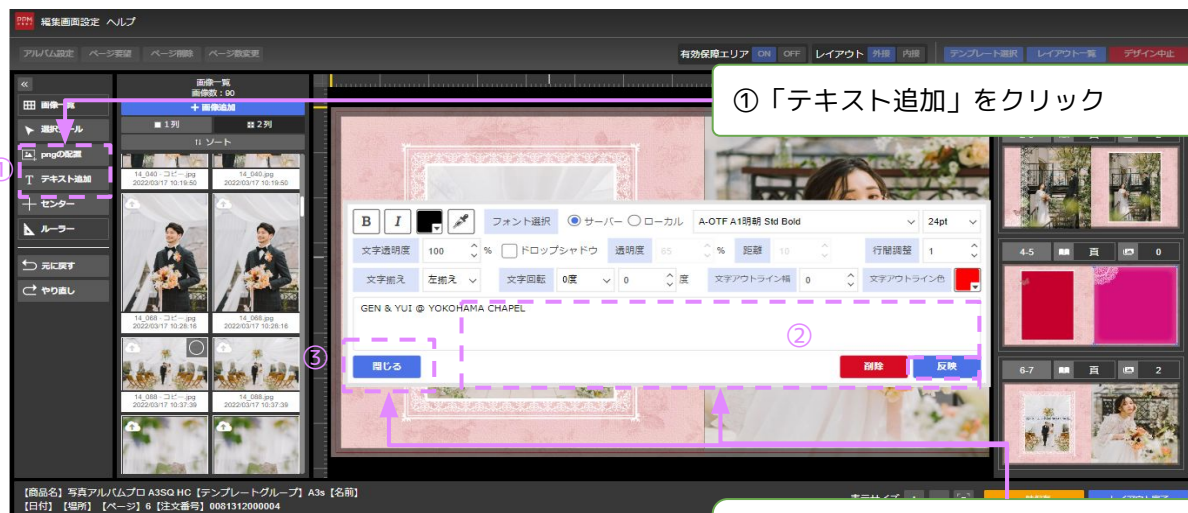 PPM 編集画面設定 ヘルプ
アルバム設定 ページ要望 ページ削除 ページ数変更
有効保障エリア ON OFF レイアウト 外接 内接 テンプレート選択 レイアウト一覧 デザイン中止
①「テキスト追加」をクリック
«
画像一覧
選択ツール
pngの配置
T テキスト追加
センター
ルーラー
元に戻す
やり直し
①
画像一覧
画像数:90
+ 画像追加
1列 2列
ソート
14_040 - コピー.jpg 14_040.jpg
2022/03/17 10:19:50 2022/03/17 10:19:50
14_068 - コピー.jpg 14_068.jpg
2022/03/17 10:26:16 2022/03/17 10:26:16
14_088 - コピー.jpg 14_088.jpg
2022/03/17 10:37:39 2022/03/17 10:37:39
B I フォント選択 サーバー ローカル A-OTF A1明朝 Std Bold 24pt
文字透明度 100 % ドロップシャドウ 透明度 65 % 距離 10 行間調整 1
文字揃え 左揃え 文字回転 0度 0 度 文字アウトライン幅 0 文字アウトライン色
GEN & YUI @ YOKOHAMA CHAPEL
②
③
閉じる 削除 反映
4-5 頁 0
6-7 頁 2
【商品名】写真アルバムプロ A3SQ HC【テンプレートグループ】A3s【名前】
【日付】【場所】【ページ】6【注文番号】0081312000004